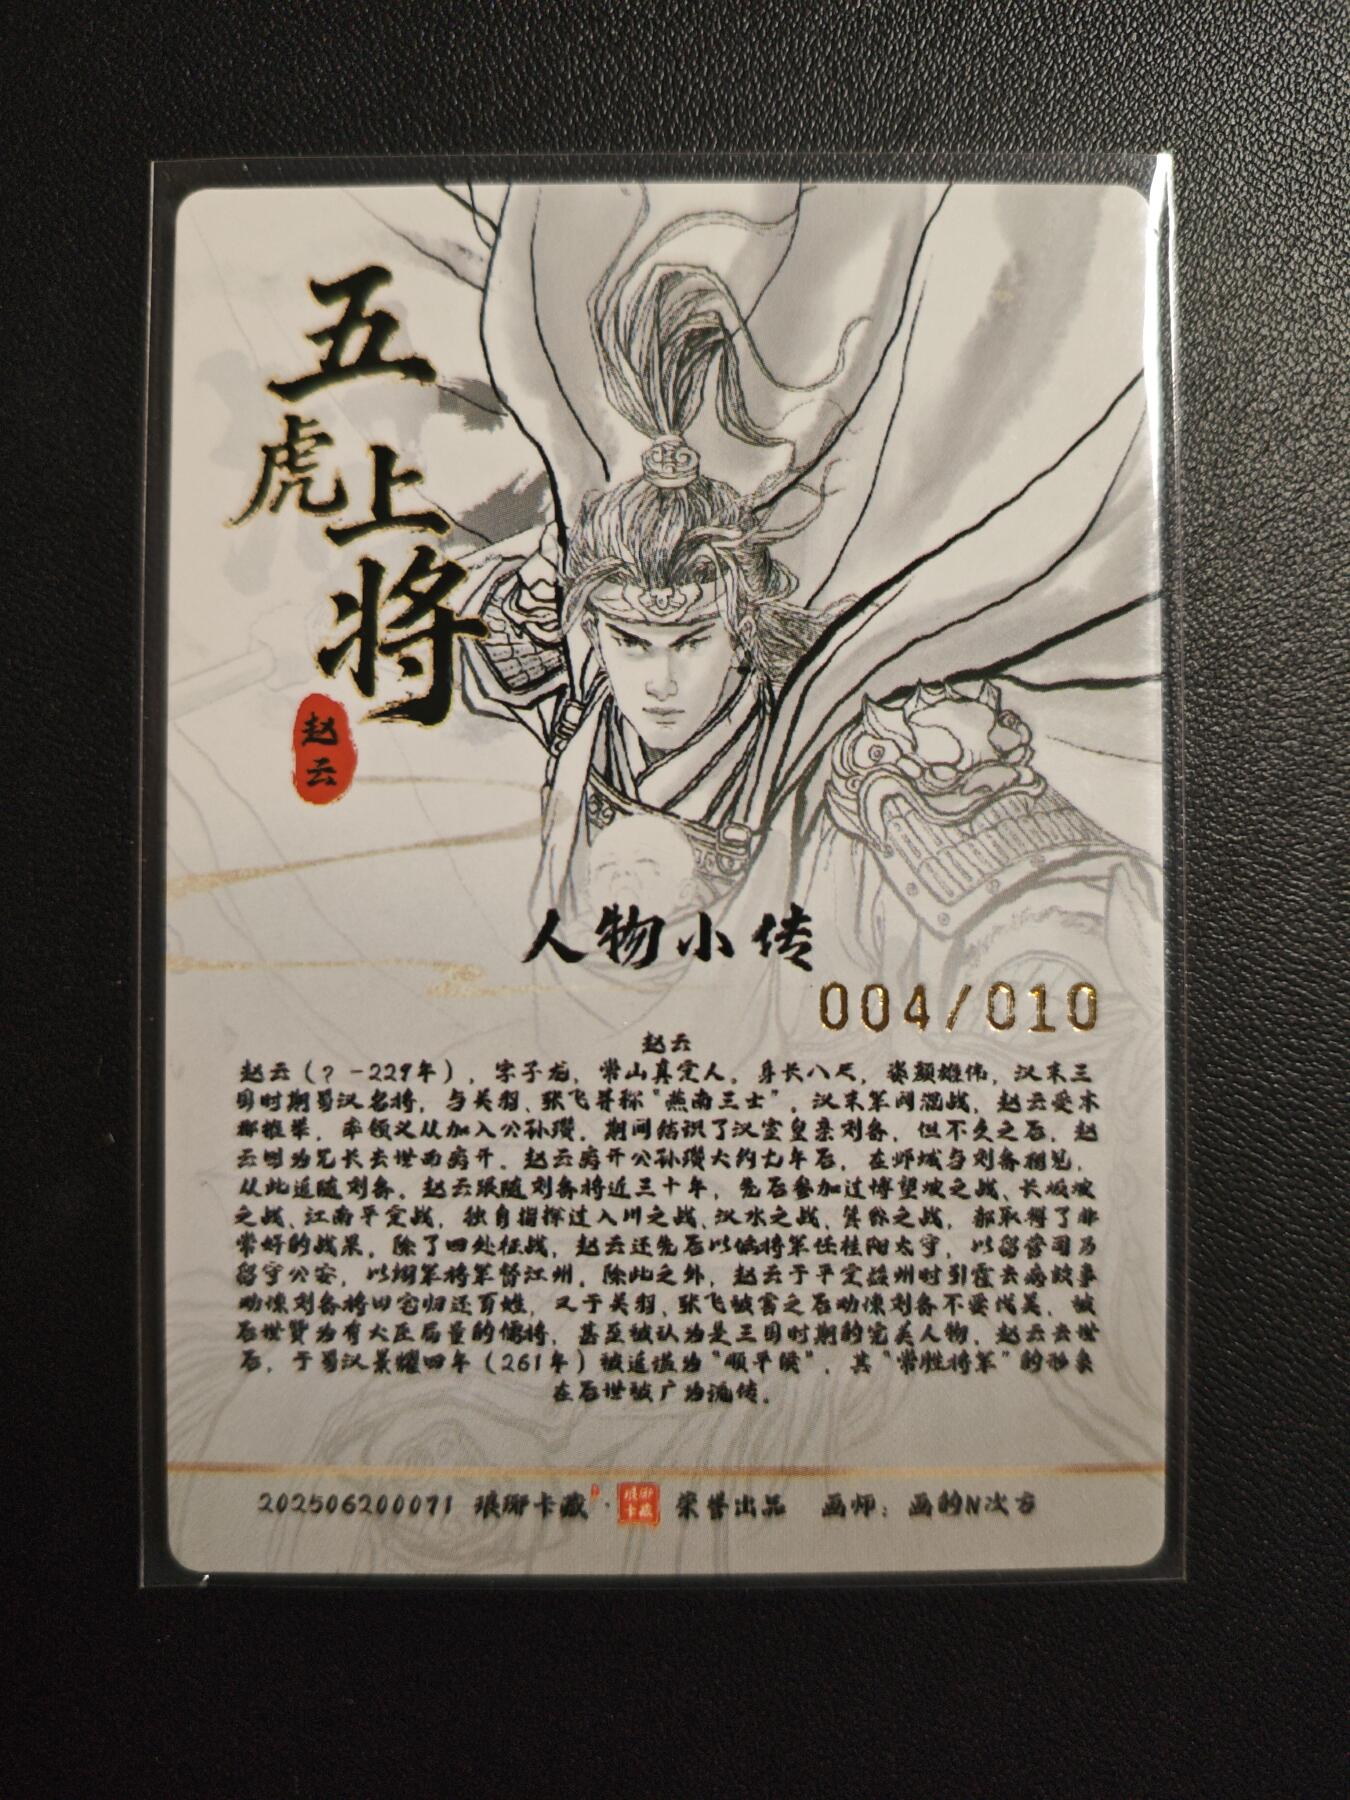 五
虎上
将
赵云
人物小传
004/010
赵云
赵云（？-229年），字子龙，常山真定人。身长八尺，姿颜雄伟，汉末三
国时期蜀汉名将，与关羽、张飞并称“燕南三士”。汉末军阀混战，赵云受本
郡推举，率领义从加入公孙瓒。期间结识了汉室皇亲刘备，但不久之后，赵
云因为兄长去世而离开。赵云离开公孙瓒大约七年后，在邺城与刘备相见，
从此追随刘备。赵云跟随刘备将近三十年，先后参加过博望坡之战、长坂坡
之战、江南平定战，独自指挥过入川之战、汉水之战、箕谷之战，都取得了非
常好的战果。除了四处征战，赵云还先后以偏将军任桂阳太守，以留营司马
留守公安，以翊军将军督江州。除此之外，赵云于平定益州时引霍去病故事
劝谏刘备将田宅归还百姓，又于关羽、张飞被害之后劝谏刘备不要伐吴，被
后世赞为有大臣局量的儒将，甚至被认为是三国时期的完美人物。赵云去世
后，于蜀汉景耀四年（261年）被追谥为“顺平侯”，其“常胜将军”的形象
在后世被广为流传。
202506200071 琅琊卡藏 · 琅琊卡藏 荣誉出品 画师：画的N次方